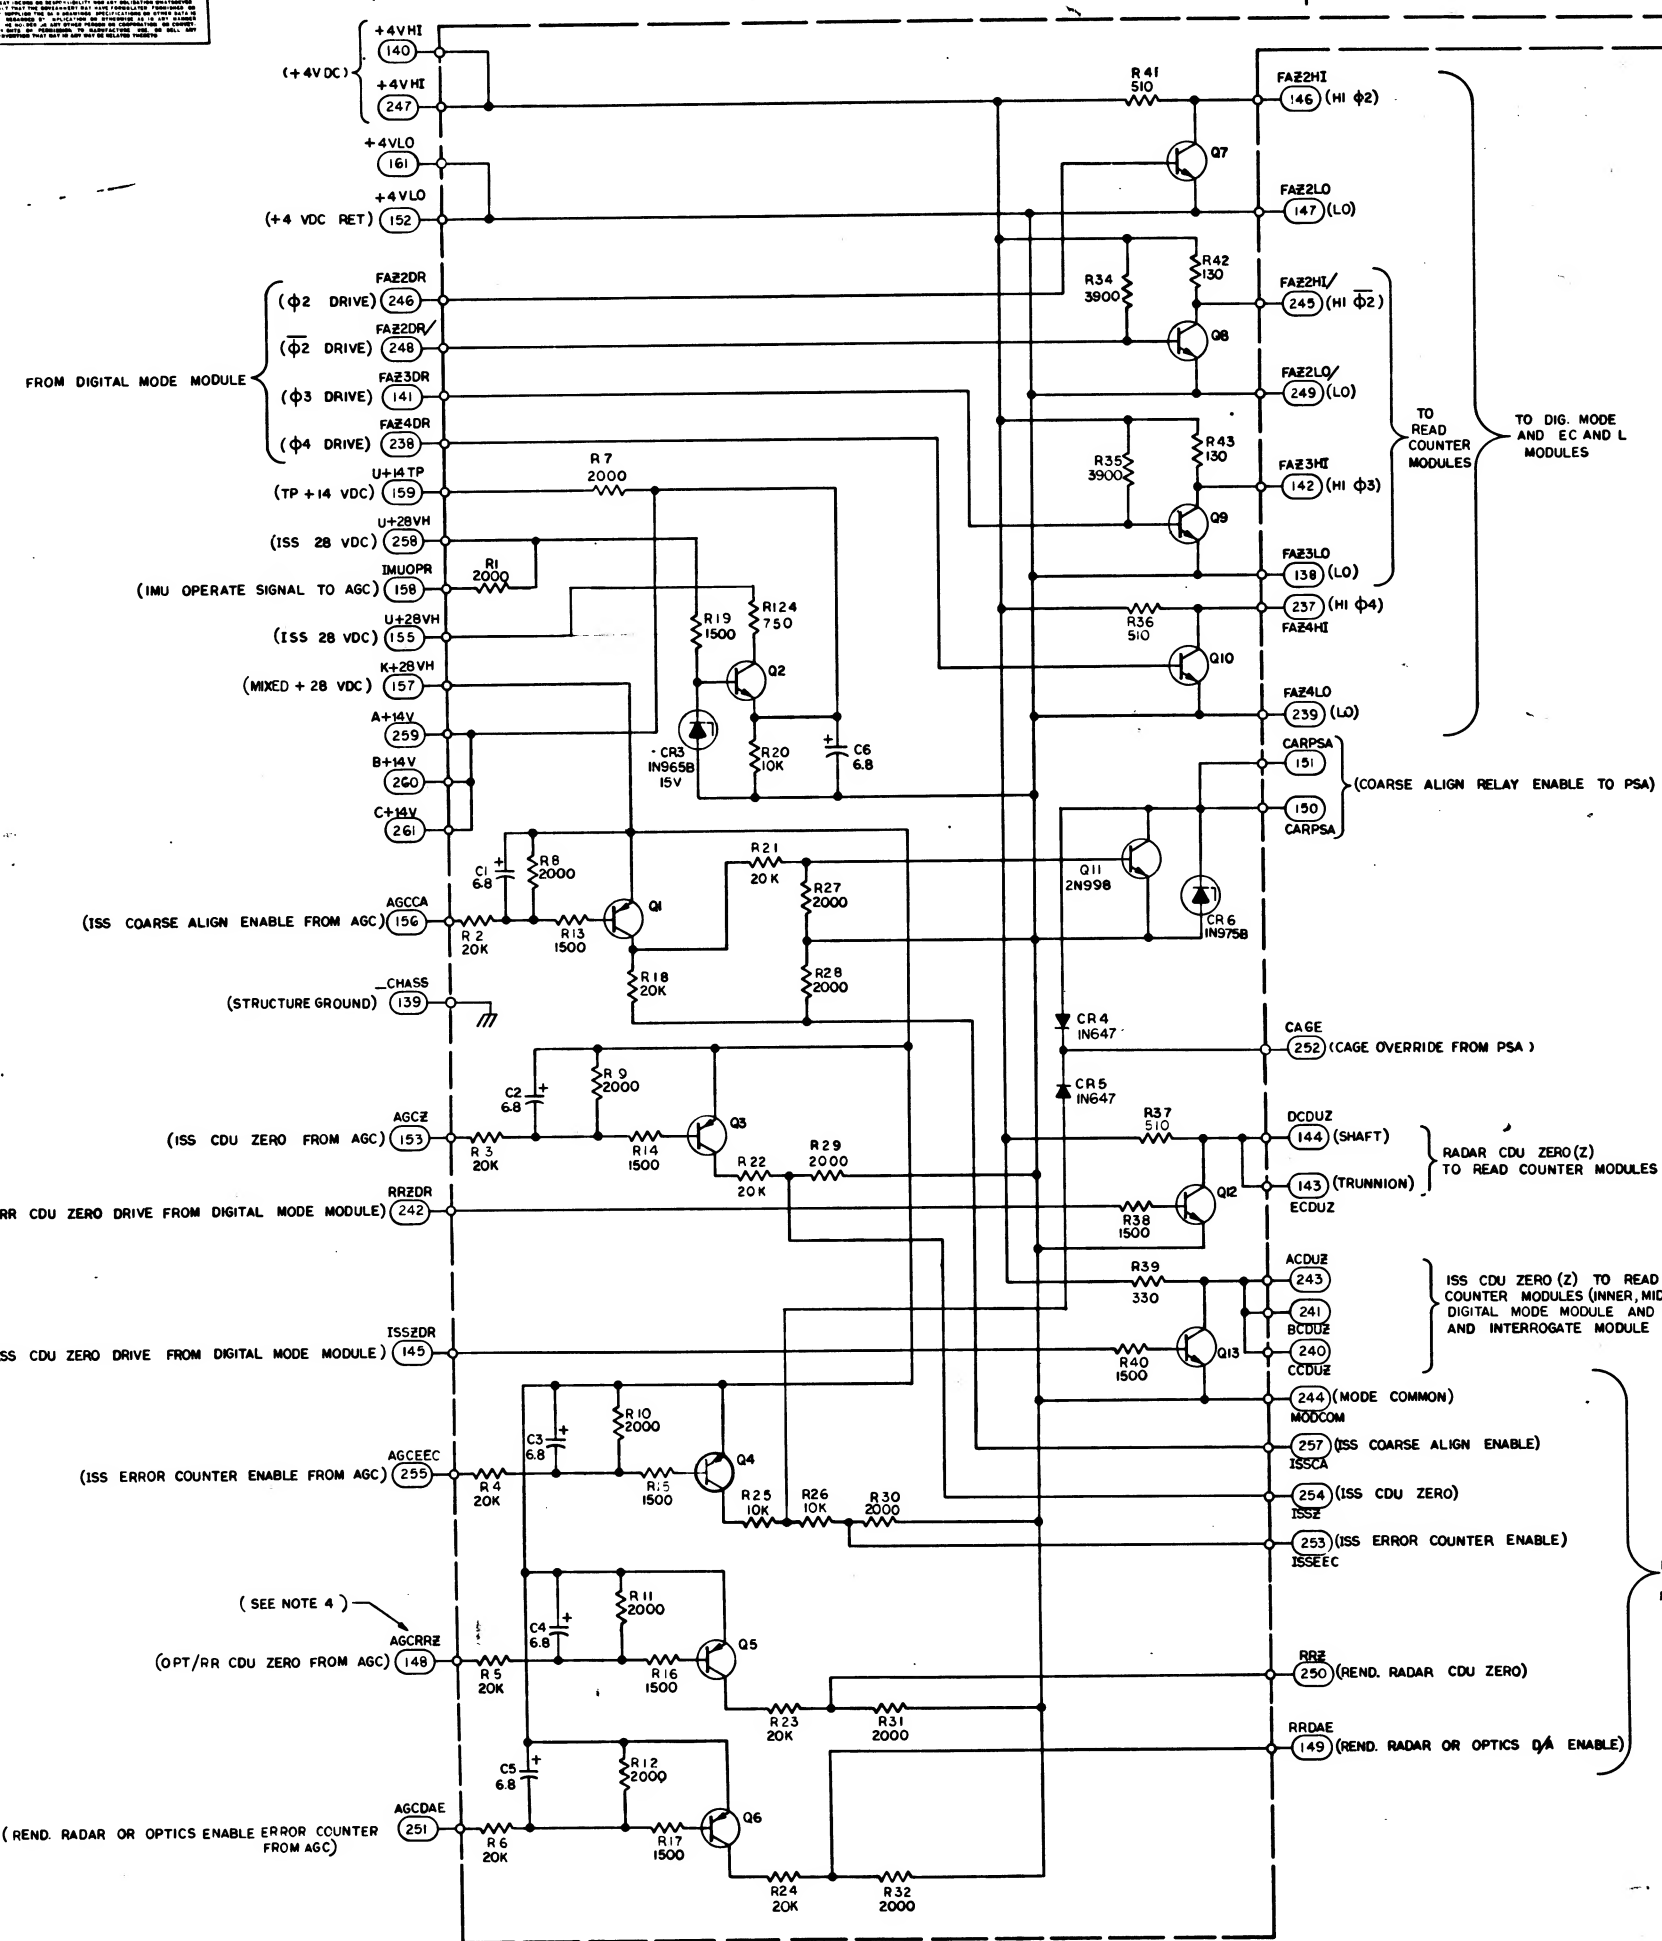 +4VHI
140
(+4VDC)
+4VHI
247
+4VLO
161
+4VLO
(+4 VDC RET) 152
FAZ2DR
(ϕ2 DRIVE) 246
FAZ2DR/
(ϕ̅2̅ DRIVE) 248
FROM DIGITAL MODE MODULE
FAZ3DR
(ϕ3 DRIVE) 141
FAZ4DR
(ϕ4 DRIVE) 238
U+14TP
(TP +14 VDC) 159
U+28VH
(ISS 28 VDC) 258
IMUOPR
(IMU OPERATE SIGNAL TO AGC) 158
U+28VH
(ISS 28 VDC) 155
K+28VH
(MIXED + 28 VDC) 157
A+14V
259
B+14V
260
C+14V
261
AGCCA
(ISS COARSE ALIGN ENABLE FROM AGC) 156
_CHASS
(STRUCTURE GROUND) 139
AGCZ
(ISS CDU ZERO FROM AGC) 153
RRZDR
RR CDU ZERO DRIVE FROM DIGITAL MODE MODULE) 242
ISSZDR
SS CDU ZERO DRIVE FROM DIGITAL MODE MODULE) 145
AGCEEC
(ISS ERROR COUNTER ENABLE FROM AGC) 255
(SEE NOTE 4)
AGCRRZ
(OPT/RR CDU ZERO FROM AGC) 148
AGCDAE
(REND. RADAR OR OPTICS ENABLE ERROR COUNTER 251
FROM AGC)
R41
510
Q7
R34
3900
R42
130
Q8
R7
2000
R35
3900
R43
130
Q9
R1
2000
R19
1500
R124
750
Q2
R36
510
Q10
CR3
1N965B
15V
R20
10K
C6
6.8
+
C1
6.8
+
R8
2000
R2
20K
R13
1500
Q1
R21
20K
R27
2000
Q11
2N998
CR6
1N975B
R18
20K
R28
2000
CR4
1N647
CR5
1N647
C2
6.8
+
R9
2000
R3
20K
R14
1500
Q3
R22
20K
R29
2000
R37
510
Q12
R38
1500
R39
330
R40
1500
Q13
C3
6.8
+
R10
2000
R4
20K
R15
1500
Q4
R25
10K
R26
10K
R30
2000
C4
6.8
+
R11
2000
R5
20K
R16
1500
Q5
R23
20K
R31
2000
C5
6.8
+
R12
2000
R6
20K
R17
1500
Q6
R24
20K
R32
2000
FAZ2HI
146 (HI ϕ2)
FAZ2LO
147 (LO)
FAZ2HI/
245 (HI ϕ̅2̅)
FAZ2LO/
249 (LO)
TO
READ
COUNTER
MODULES
TO DIG. MODE
AND EC AND L
MODULES
FAZ3HI
142 (HI ϕ3)
FAZ3LO
138 (LO)
237 (HI ϕ4)
FAZ4HI
FAZ4LO
239 (LO)
CARPSA
151
(COARSE ALIGN RELAY ENABLE TO PSA)
150
CARPSA
CAGE
252 (CAGE OVERRIDE FROM PSA)
DCDUZ
144 (SHAFT)
RADAR CDU ZERO (Z)
TO READ COUNTER MODULES
143 (TRUNNION)
ECDUZ
ACDUZ
243
241
BCDUZ
240
CCDUZ
ISS CDU ZERO (Z) TO READ
COUNTER MODULES (INNER, MID
DIGITAL MODE MODULE AND
AND INTERROGATE MODULE
244 (MODE COMMON)
MODCOM
257 (ISS COARSE ALIGN ENABLE)
ISSCA
254 (ISS CDU ZERO)
ISSZ
253 (ISS ERROR COUNTER ENABLE)
ISSEEC
RRZ
250 (REND. RADAR CDU ZERO)
RRDAE
149 (REND. RADAR OR OPTICS D/A ENABLE)